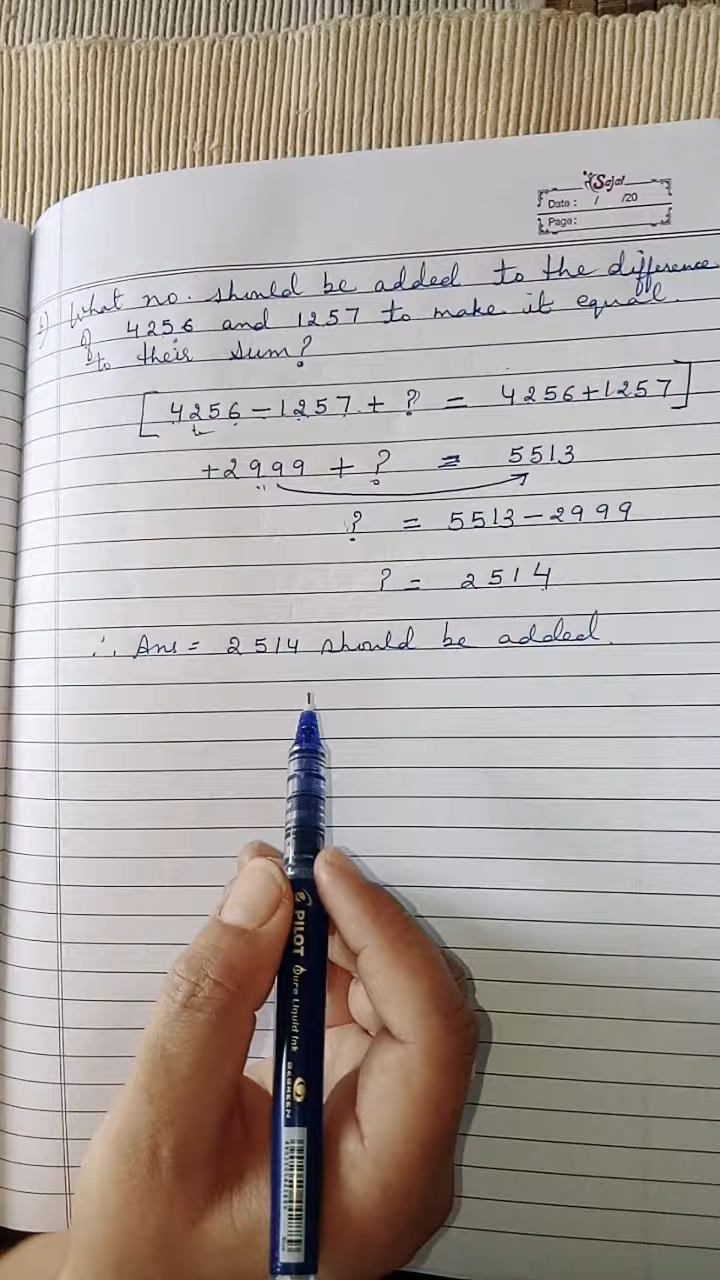 Sajal
Date : / /20
Page:
What no. should be added to the difference
of 4256 and 1257 to make it equal
to their sum?
[4256 - 1257 + ? = 4256+1257]
+2999 + ? = 5513
? = 5513 - 2999
? = 2514
∴ Ans = 2514 should be added.
PILOT Pure Liquid Ink BEGREEN